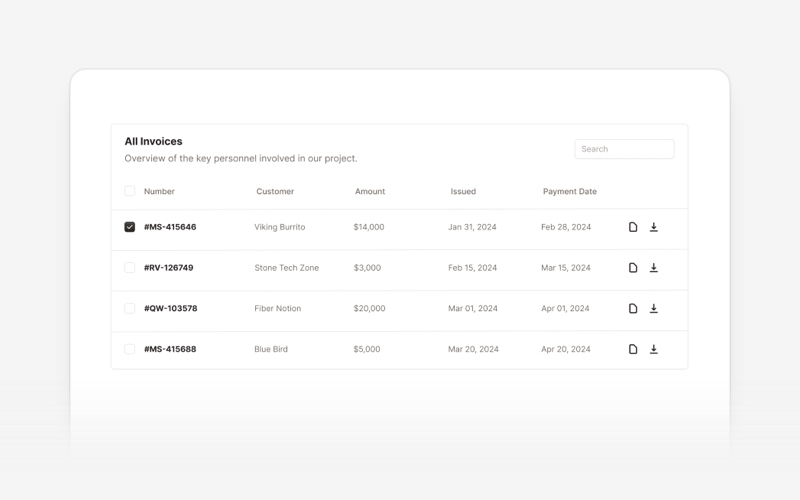 All Invoices
Overview of the key personnel involved in our project.
Search
Number Customer Amount Issued Payment Date
#MS-415646 Viking Burrito $14,000 Jan 31, 2024 Feb 28, 2024
#RV-126749 Stone Tech Zone $3,000 Feb 15, 2024 Mar 15, 2024
#QW-103578 Fiber Notion $20,000 Mar 01, 2024 Apr 01, 2024
#MS-415688 Blue Bird $5,000 Mar 20, 2024 Apr 20, 2024